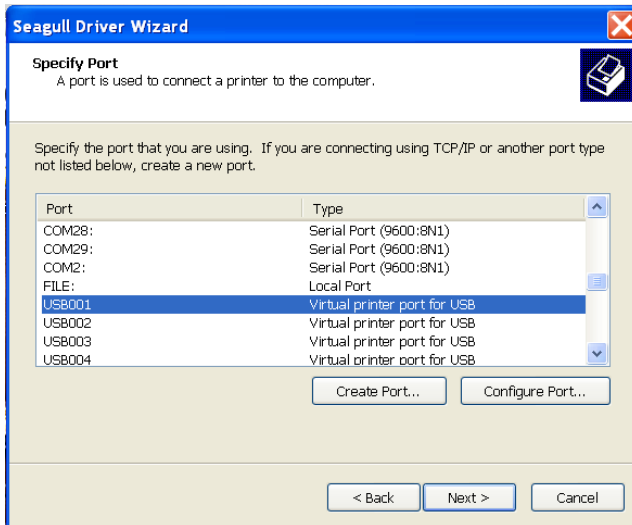 Seagull Driver Wizard
Specify Port
A port is used to connect a printer to the computer.
Specify the port that you are using. If you are connecting using TCP/IP or another port type
not listed below, create a new port.
Port Type
COM28: Serial Port (9600:8N1)
COM29: Serial Port (9600:8N1)
COM2: Serial Port (9600:8N1)
FILE: Local Port
USB001 Virtual printer port for USB
USB002 Virtual printer port for USB
USB003 Virtual printer port for USB
USB004 Virtual printer port for USB
Create Port... Configure Port...
< Back Next > Cancel